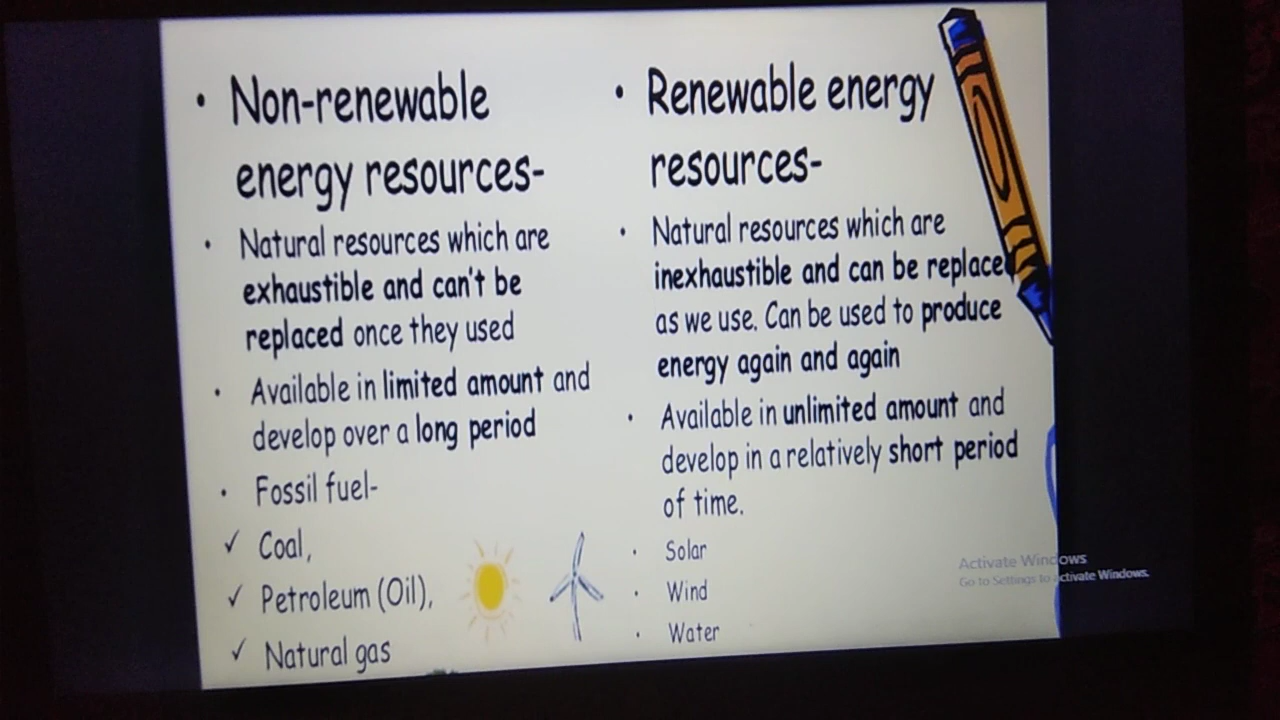 • Non-renewable
energy resources-
• Natural resources which are
exhaustible and can't be
replaced once they used
• Available in limited amount and
develop over a long period
• Fossil fuel-
✓ Coal,
✓ Petroleum (Oil),
✓ Natural gas
• Renewable energy
resources-
• Natural resources which are
inexhaustible and can be replaced
as we use. Can be used to produce
energy again and again
• Available in unlimited amount and
develop in a relatively short period
of time.
• Solar
• Wind
• Water
Activate Windows
Go to Settings to activate Windows.